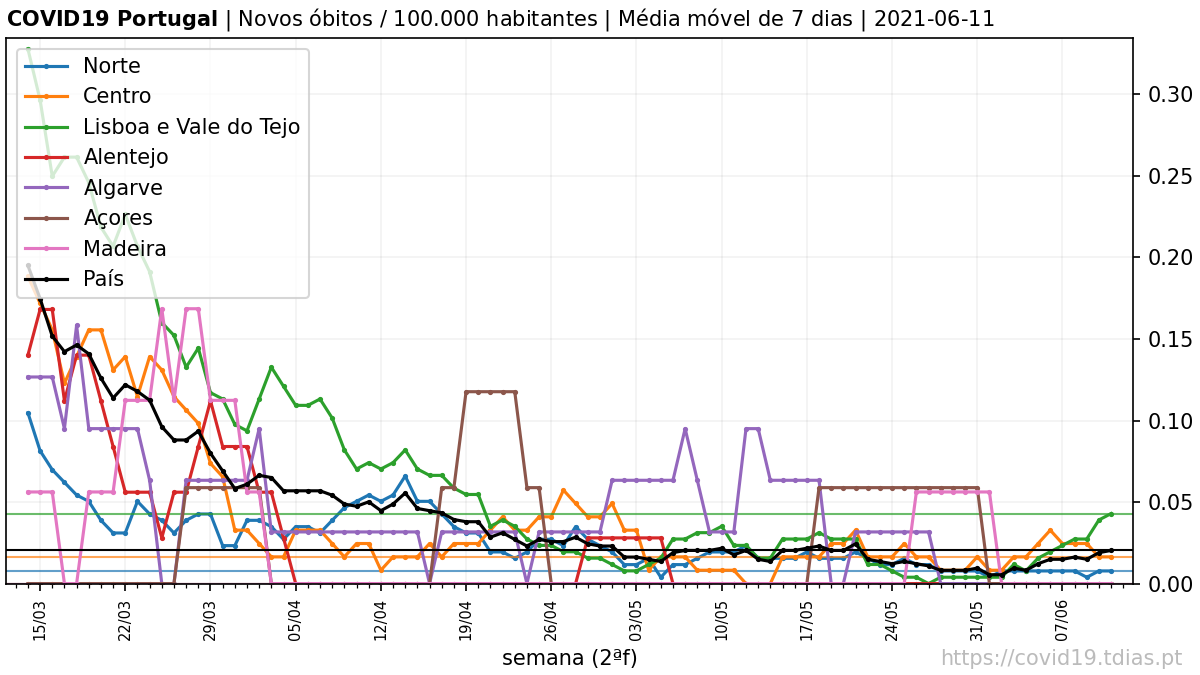 COVID19 Portugal | Novos óbitos / 100.000 habitantes | Média móvel de 7 dias | 2021-06-11
Norte
Centro
Lisboa e Vale do Tejo
Alentejo
Algarve
Açores
Madeira
País
0.30
0.25
0.20
0.15
0.10
0.05
0.00
15/03
22/03
29/03
05/04
12/04
19/04
26/04
03/05
10/05
17/05
24/05
31/05
07/06
semana (2ªf)
https://covid19.tdias.pt